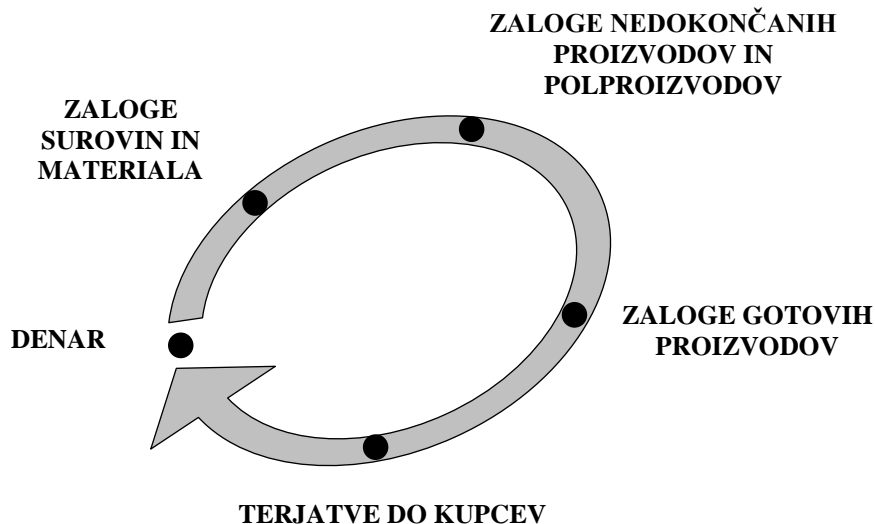 ZALOGE NEDOKONČANIH
PROIZVODOV IN
POLPROIZVODOV
ZALOGE
SUROVIN IN
MATERIALA
DENAR
ZALOGE GOTOVIH
PROIZVODOV
TERJATVE DO KUPCEV